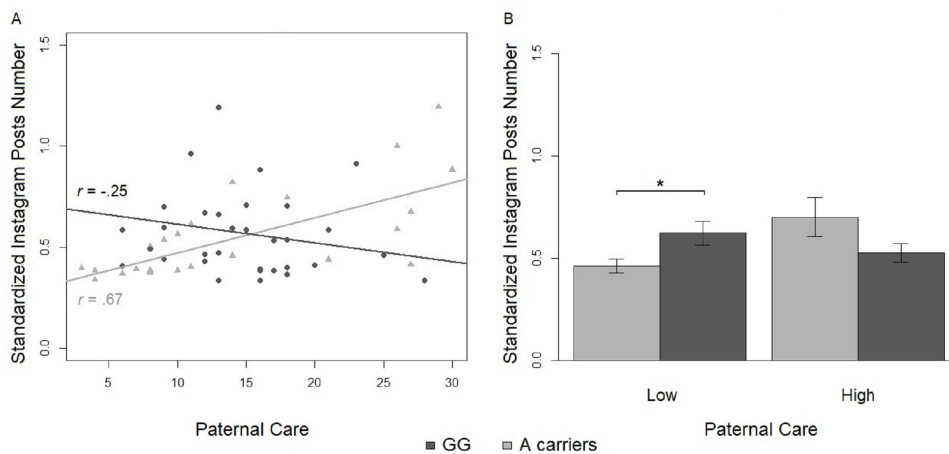 A
Standardized Instagram Posts Number
1.5
1.0
0.5
0.0
r = -.25
r = .67
5
10
15
20
25
30
Paternal Care
B
Standardized Instagram Posts Number
1.5
1.0
0.5
0.0
*
Low
High
Paternal Care
GG
A carriers